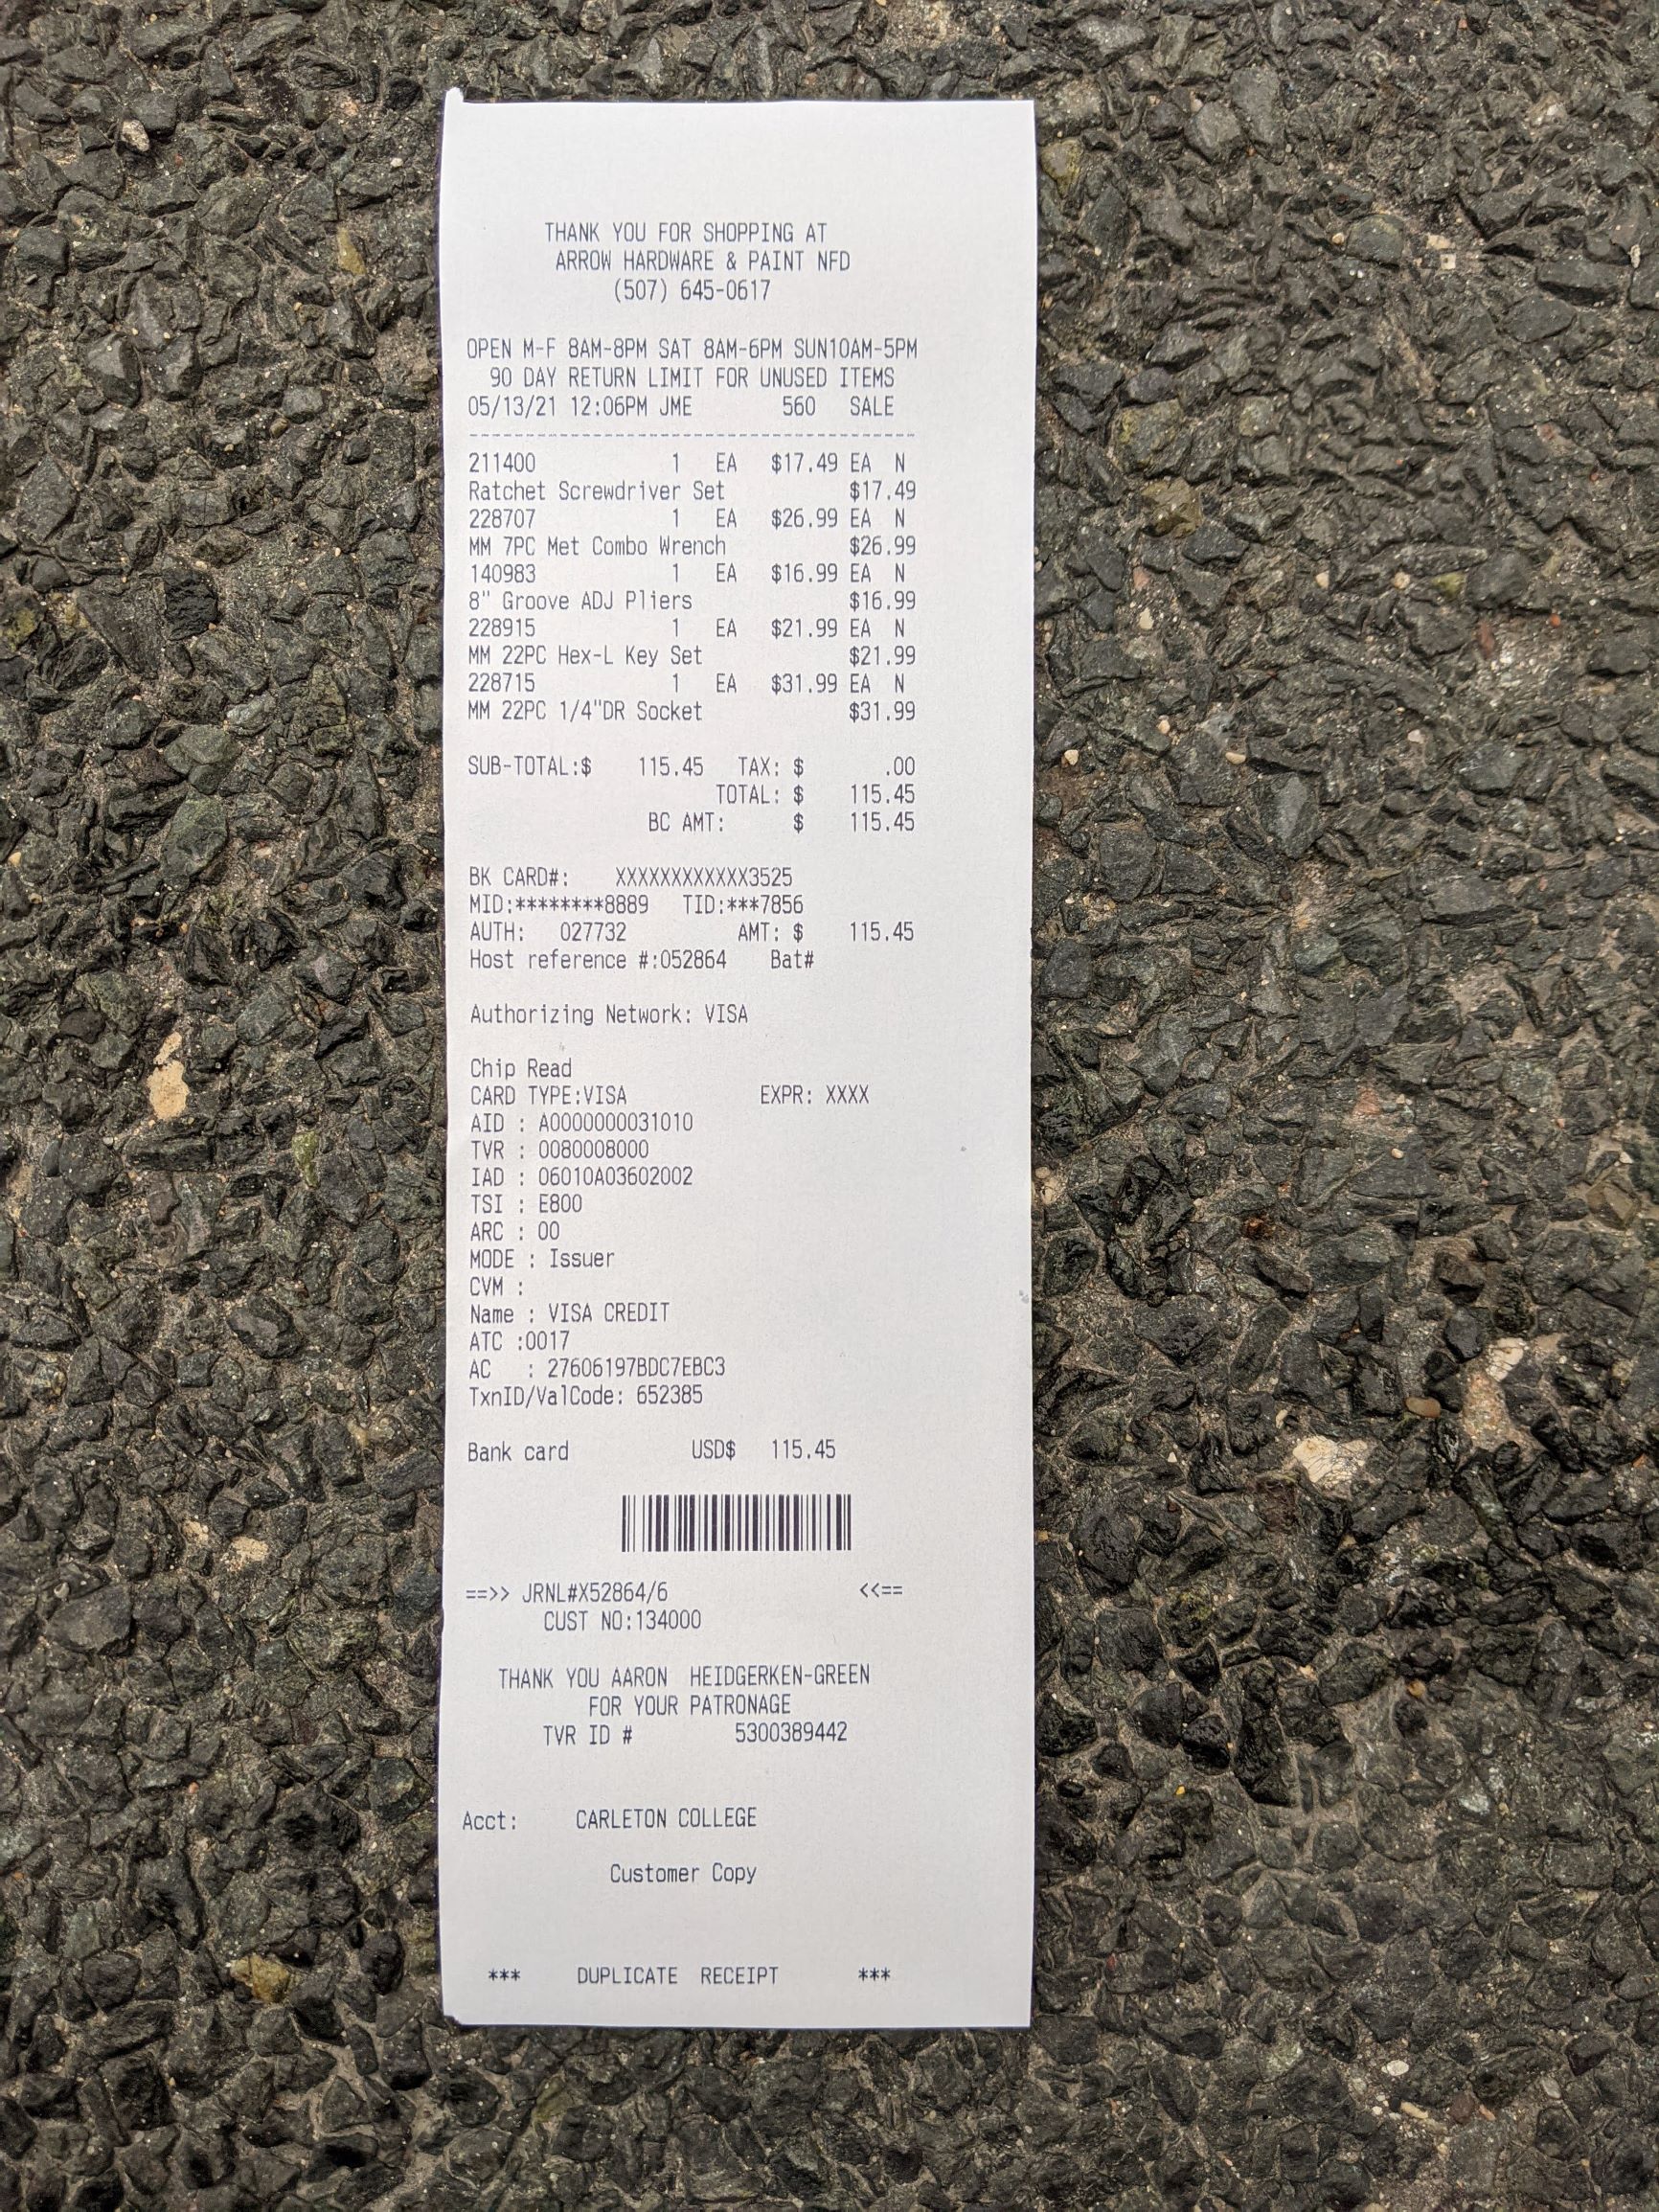 THANK YOU FOR SHOPPING AT
ARROW HARDWARE & PAINT NFD
(507) 645-0617
OPEN M-F 8AM-8PM SAT 8AM-6PM SUN10AM-5PM
90 DAY RETURN LIMIT FOR UNUSED ITEMS
05/13/21 12:06PM JME 560 SALE
----------------------------------------
211400 1 EA $17.49 EA N
Ratchet Screwdriver Set $17.49
228707 1 EA $26.99 EA N
MM 7PC Met Combo Wrench $26.99
140983 1 EA $16.99 EA N
8" Groove ADJ Pliers $16.99
228915 1 EA $21.99 EA N
MM 22PC Hex-L Key Set $21.99
228715 1 EA $31.99 EA N
MM 22PC 1/4"DR Socket $31.99
SUB-TOTAL:$ 115.45 TAX: $ .00
TOTAL: $ 115.45
BC AMT: $ 115.45
BK CARD#: XXXXXXXXXXXX3525
MID:********8889 TID:***7856
AUTH: 027732 AMT: $ 115.45
Host reference #:052864 Bat#
Authorizing Network: VISA
Chip Read
CARD TYPE:VISA EXPR: XXXX
AID : A0000000031010
TVR : 0080008000
IAD : 06010A03602002
TSI : E800
ARC : 00
MODE : Issuer
CVM :
Name : VISA CREDIT
ATC :0017
AC : 27606197BDC7EBC3
TxnID/ValCode: 652385
Bank card USD$ 115.45
==>> JRNL#X52864/6 <<==
CUST NO:134000
THANK YOU AARON HEIDGERKEN-GREEN
FOR YOUR PATRONAGE
TVR ID # 5300389442
Acct: CARLETON COLLEGE
Customer Copy
*** DUPLICATE RECEIPT ***